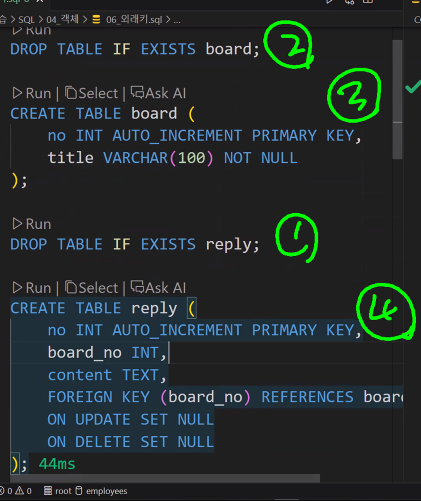 SQL > 04_객체 > 06_외래키.sql > ...
Run
DROP TABLE IF EXISTS board; 2
Run | Select | Ask AI
3
CREATE TABLE board (
no INT AUTO_INCREMENT PRIMARY KEY,
title VARCHAR(100) NOT NULL
);
Run
DROP TABLE IF EXISTS reply; 1
Run | Select | Ask AI
CREATE TABLE reply (
4
no INT AUTO_INCREMENT PRIMARY KEY,
board_no INT,
content TEXT,
FOREIGN KEY (board_no) REFERENCES boar
ON UPDATE SET NULL
ON DELETE SET NULL
); 44ms
0 0 root employees